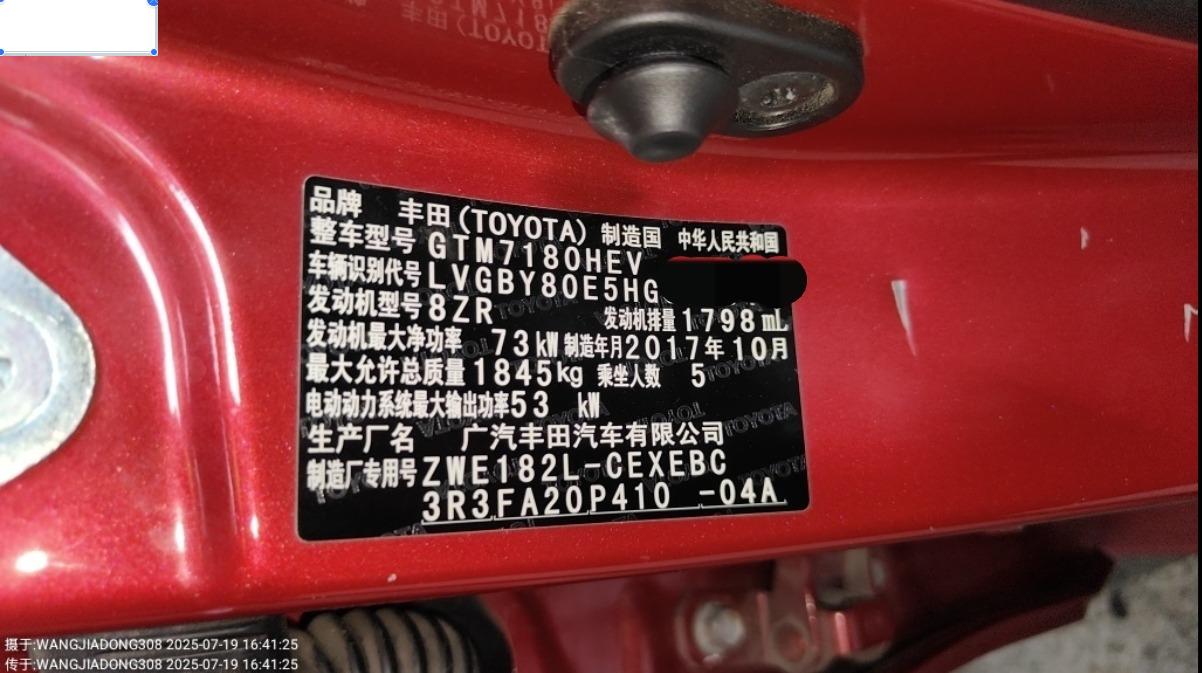 品牌 丰田(TOYOTA) 制造国 中华人民共和国
整车型号 GTM7180HEV
车辆识别代号 LVGBY80E5HG
发动机型号 8ZR 发动机排量 1798mL
发动机最大净功率 73kW 制造年月 2017年10月
最大允许总质量 1845kg 乘坐人数 5
电动动力系统最大输出功率 53 kW
生产厂名 广汽丰田汽车有限公司
制造厂专用号 ZWE182L-CEXEBC
3R3FA20P410 -04A
摄于:WANGJIADONG308 2025-07-19 16:41:25
传于:WANGJIADONG308 2025-07-19 16:41:25